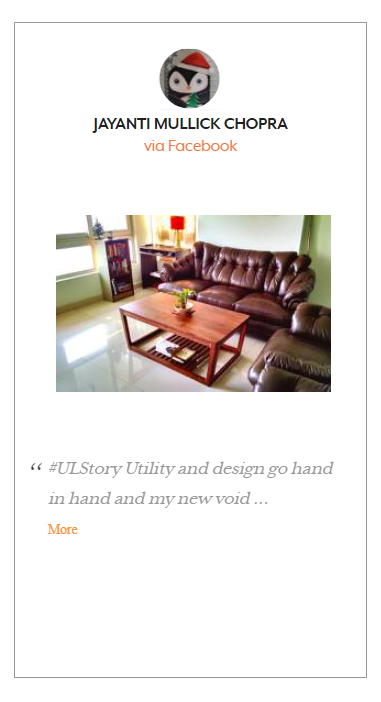 JAYANTI MULLICK CHOPRA
via Facebook
“ #ULStory Utility and design go hand
in hand and my new void ...
More